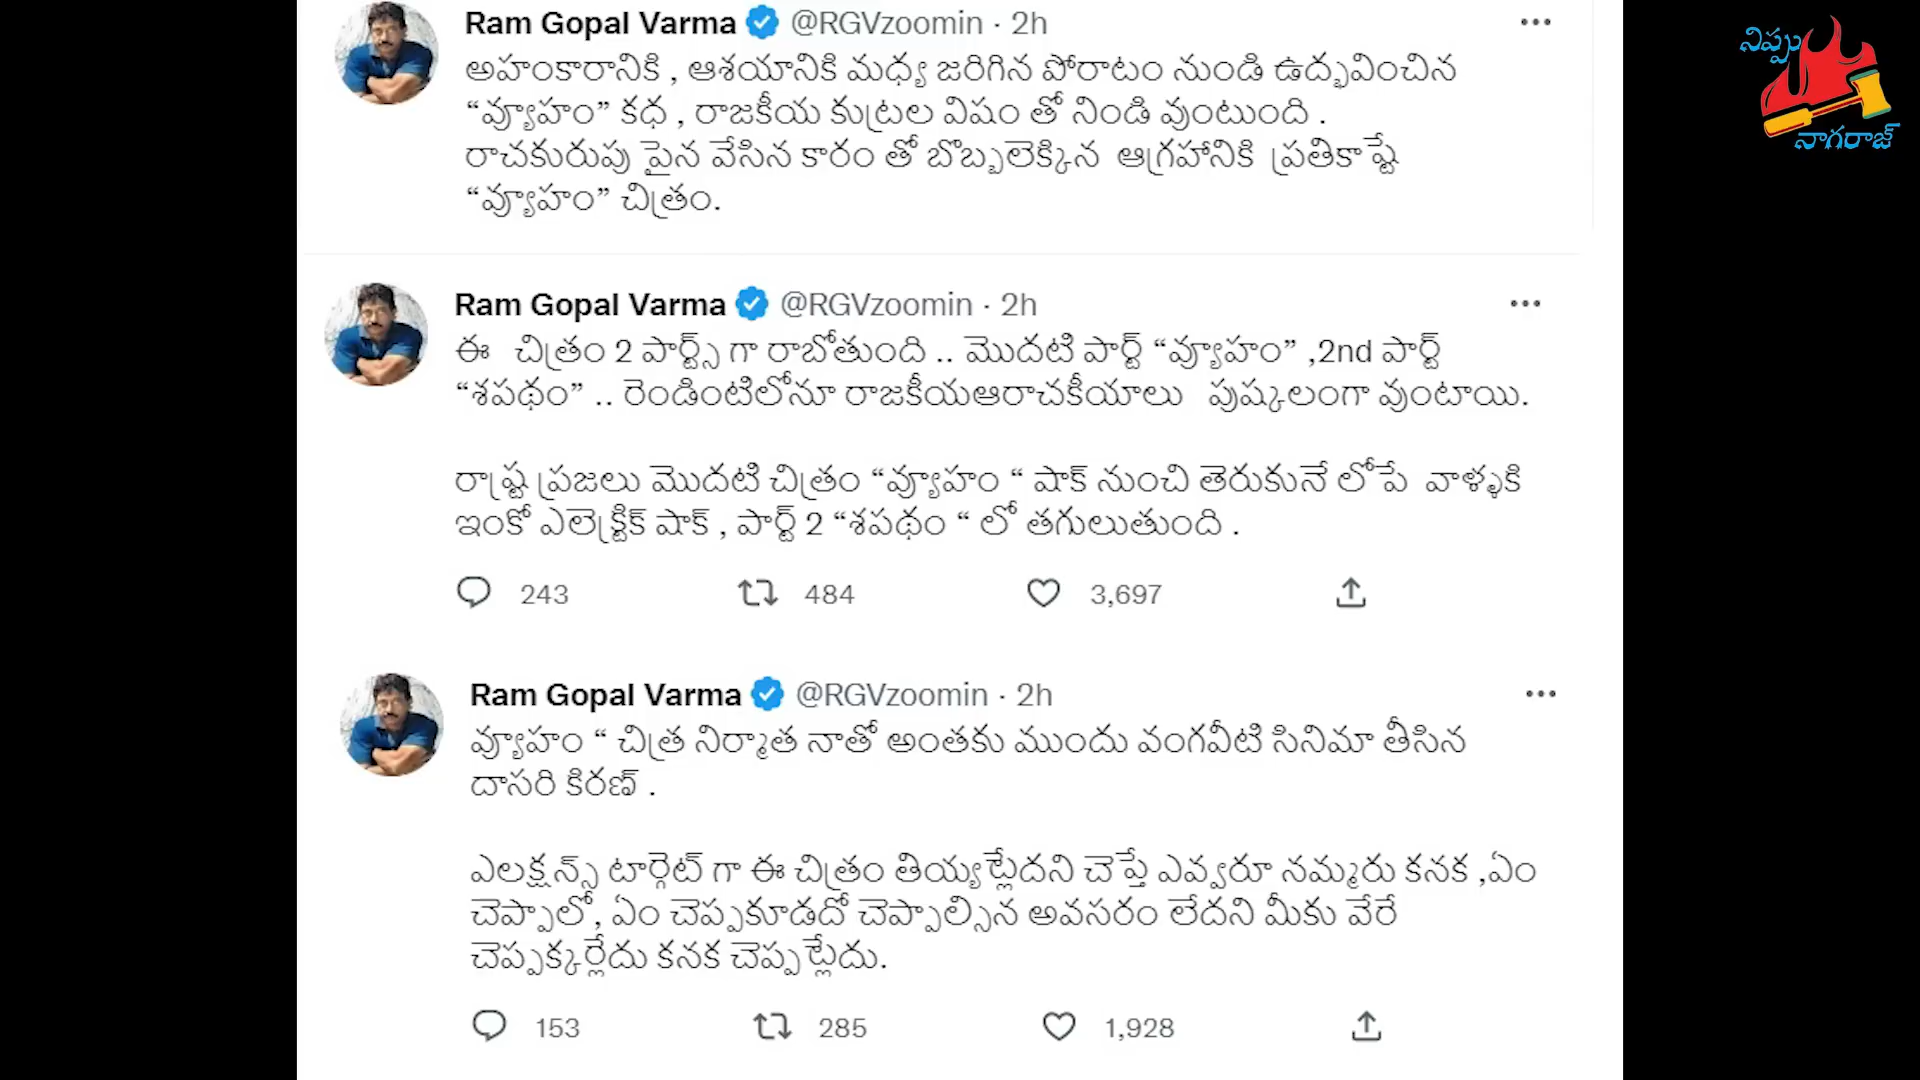 Ram Gopal Varma @RGVzoomin · 2h
అహంకారానికి , ఆశయానికి మధ్య జరిగిన పోరాటం నుండి ఉద్భవించిన
“వ్యూహం” కధ , రాజకీయ కుట్రల విషం తో నిండి వుంటుంది .
రాచకురుపు పైన వేసిన కారం తో బొబ్బలెక్కిన ఆగ్రహానికి ప్రతికాష్టే
“వ్యూహం” చిత్రం.
Ram Gopal Varma @RGVzoomin · 2h
ఈ చిత్రం 2 పార్ట్స్ గా రాబోతుంది .. మొదటి పార్ట్ “వ్యూహం” ,2nd పార్ట్
“శపథం” .. రెండింటిలోనూ రాజకీయఆరాచకీయాలు పుష్కలంగా వుంటాయి.
రాష్ట్ర ప్రజలు మొదటి చిత్రం “వ్యూహం “ షాక్ నుంచి తెరుకునే లోపే వాళ్ళకి
ఇంకో ఎలెక్ట్రిక్ షాక్ , పార్ట్ 2 “శపథం “ లో తగులుతుంది .
243 484 3,697
Ram Gopal Varma @RGVzoomin · 2h
వ్యూహం “ చిత్ర నిర్మాత నాతో అంతకు ముందు వంగవీటి సినిమా తీసిన
దాసరి కిరణ్ .
ఎలక్షన్స్ టార్గెట్ గా ఈ చిత్రం తియ్యట్లేదని చెప్తే ఎవ్వరూ నమ్మరు కనక ,ఏం
చెప్పాలో, ఏం చెప్పకూడదో చెప్పాల్సిన అవసరం లేదని మీకు వేరే
చెప్పక్కర్లేదు కనక చెప్పట్లేదు.
153 285 1,928
నిప్పు
నాగరాజ్